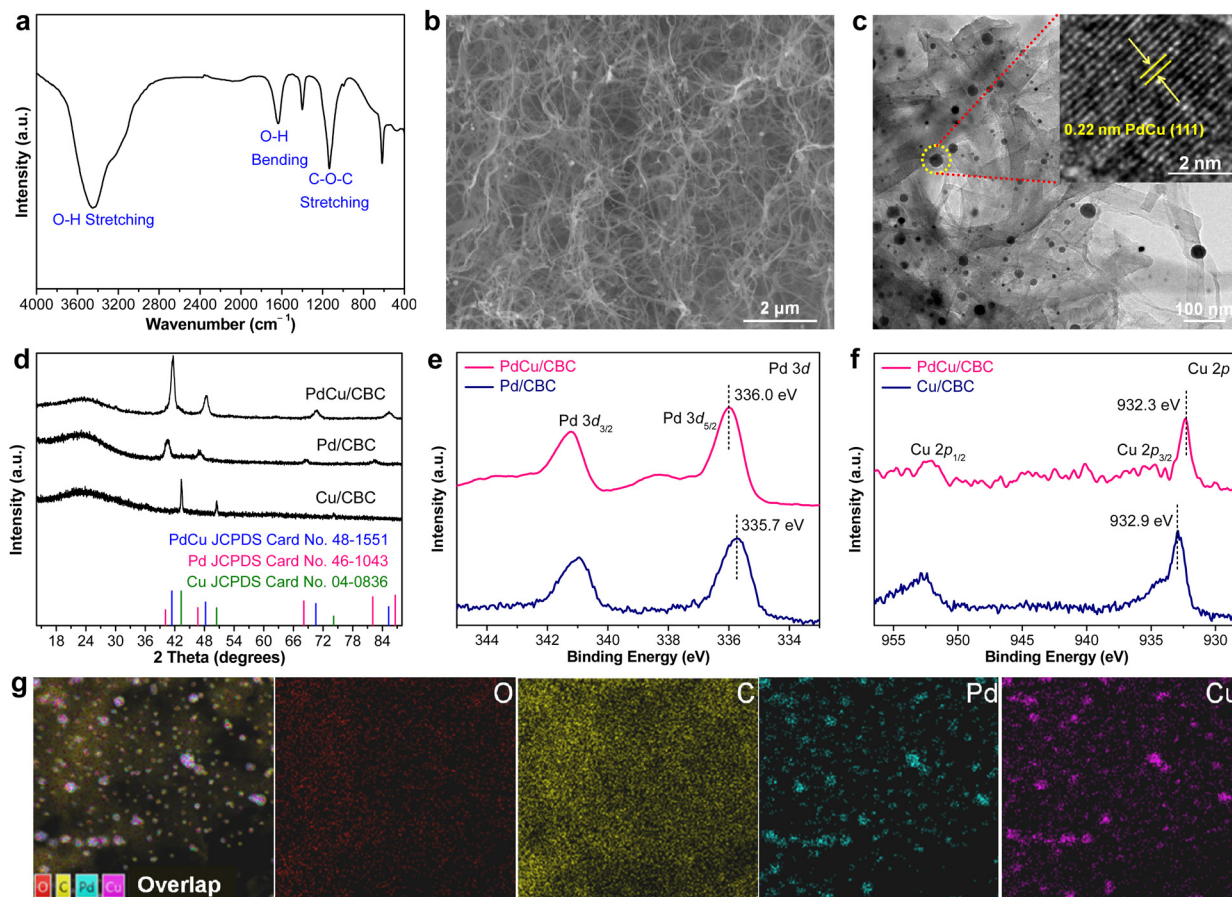 a
Intensity (a.u.)
O-H Stretching
O-H
Bending
C-O-C
Stretching
4000 3200 2400 1600 1200 800 400
Wavenumber (cm⁻¹)
b
2 µm
c
0.22 nm PdCu (111)
2 nm
100 nm
d
Intensity (a.u.)
PdCu/CBC
Pd/CBC
Cu/CBC
PdCu JCPDS Card No. 48-1551
Pd JCPDS Card No. 46-1043
Cu JCPDS Card No. 04-0836
18 24 30 36 42 48 54 60 66 72 78 84
2 Theta (degrees)
e
Intensity (a.u.)
PdCu/CBC
Pd/CBC
Pd 3d
336.0 eV
Pd 3d₃/₂
Pd 3d₅/₂
335.7 eV
344 342 340 338 336 334
Binding Energy (eV)
f
Intensity (a.u.)
PdCu/CBC
Cu/CBC
Cu 2p
932.3 eV
Cu 2p₁/₂
Cu 2p₃/₂
932.9 eV
955 950 945 940 935 930
Binding Energy (eV)
g
O C Pd Cu
Overlap
O
C
Pd
Cu